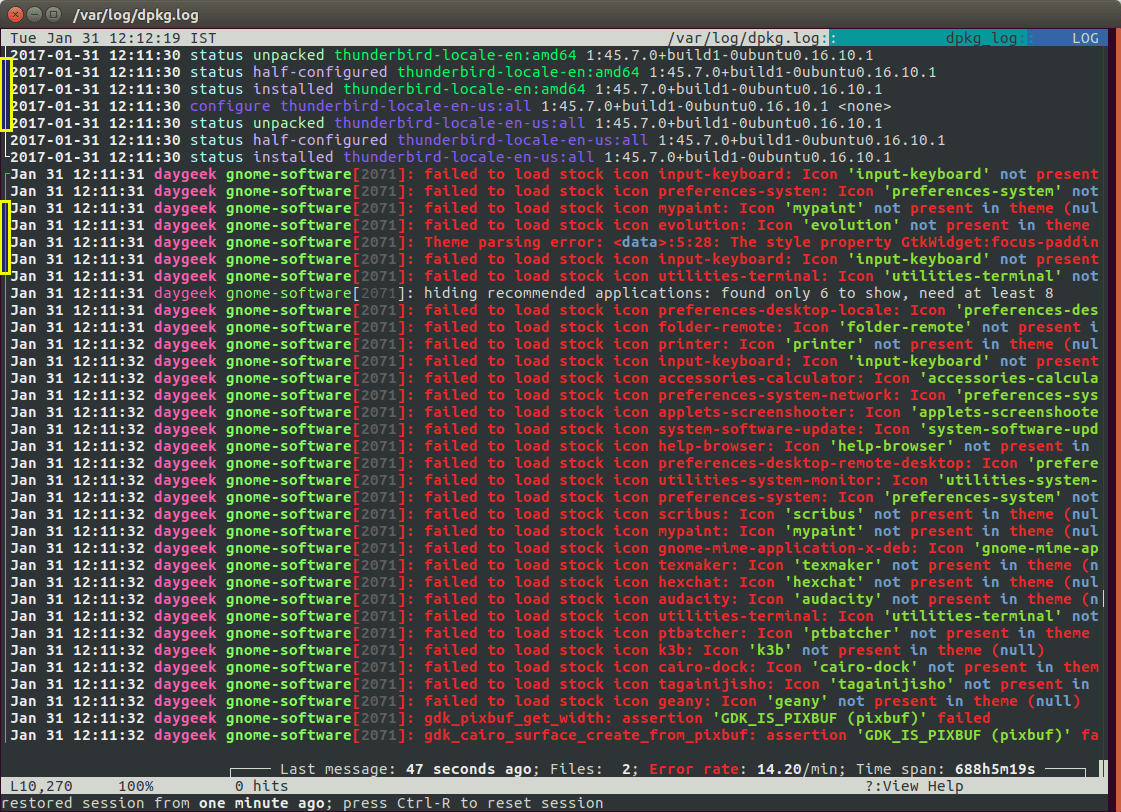 /var/log/dpkg.log
Tue Jan 31 12:12:19 IST /var/log/dpkg.log: : dpkg_log: : LOG
2017-01-31 12:11:30 status unpacked thunderbird-locale-en:amd64 1:45.7.0+build1-0ubuntu0.16.10.1
2017-01-31 12:11:30 status half-configured thunderbird-locale-en:amd64 1:45.7.0+build1-0ubuntu0.16.10.1
2017-01-31 12:11:30 status installed thunderbird-locale-en:amd64 1:45.7.0+build1-0ubuntu0.16.10.1
2017-01-31 12:11:30 configure thunderbird-locale-en-us:all 1:45.7.0+build1-0ubuntu0.16.10.1 <none>
2017-01-31 12:11:30 status unpacked thunderbird-locale-en-us:all 1:45.7.0+build1-0ubuntu0.16.10.1
2017-01-31 12:11:30 status half-configured thunderbird-locale-en-us:all 1:45.7.0+build1-0ubuntu0.16.10.1
2017-01-31 12:11:30 status installed thunderbird-locale-en-us:all 1:45.7.0+build1-0ubuntu0.16.10.1
Jan 31 12:11:31 daygeek gnome-software[2071]: failed to load stock icon input-keyboard: Icon 'input-keyboard' not present
Jan 31 12:11:31 daygeek gnome-software[2071]: failed to load stock icon preferences-system: Icon 'preferences-system' not
Jan 31 12:11:31 daygeek gnome-software[2071]: failed to load stock icon mypaint: Icon 'mypaint' not present in theme (nul
Jan 31 12:11:31 daygeek gnome-software[2071]: failed to load stock icon evolution: Icon 'evolution' not present in theme
Jan 31 12:11:31 daygeek gnome-software[2071]: Theme parsing error: <data>:5:28: The style property GtkWidget:focus-paddin
Jan 31 12:11:31 daygeek gnome-software[2071]: failed to load stock icon input-keyboard: Icon 'input-keyboard' not present
Jan 31 12:11:31 daygeek gnome-software[2071]: failed to load stock icon utilities-terminal: Icon 'utilities-terminal' not
Jan 31 12:11:31 daygeek gnome-software[2071]: hiding recommended applications: found only 6 to show, need at least 8
Jan 31 12:11:31 daygeek gnome-software[2071]: failed to load stock icon preferences-desktop-locale: Icon 'preferences-des
Jan 31 12:11:31 daygeek gnome-software[2071]: failed to load stock icon folder-remote: Icon 'folder-remote' not present i
Jan 31 12:11:32 daygeek gnome-software[2071]: failed to load stock icon printer: Icon 'printer' not present in theme (nul
Jan 31 12:11:32 daygeek gnome-software[2071]: failed to load stock icon input-keyboard: Icon 'input-keyboard' not present
Jan 31 12:11:32 daygeek gnome-software[2071]: failed to load stock icon accessories-calculator: Icon 'accessories-calcula
Jan 31 12:11:32 daygeek gnome-software[2071]: failed to load stock icon preferences-system-network: Icon 'preferences-sys
Jan 31 12:11:32 daygeek gnome-software[2071]: failed to load stock icon applets-screenshooter: Icon 'applets-screenshoote
Jan 31 12:11:32 daygeek gnome-software[2071]: failed to load stock icon system-software-update: Icon 'system-software-upd
Jan 31 12:11:32 daygeek gnome-software[2071]: failed to load stock icon help-browser: Icon 'help-browser' not present in
Jan 31 12:11:32 daygeek gnome-software[2071]: failed to load stock icon preferences-desktop-remote-desktop: Icon 'prefere
Jan 31 12:11:32 daygeek gnome-software[2071]: failed to load stock icon utilities-system-monitor: Icon 'utilities-system-
Jan 31 12:11:32 daygeek gnome-software[2071]: failed to load stock icon preferences-system: Icon 'preferences-system' not
Jan 31 12:11:32 daygeek gnome-software[2071]: failed to load stock icon scribus: Icon 'scribus' not present in theme (nul
Jan 31 12:11:32 daygeek gnome-software[2071]: failed to load stock icon mypaint: Icon 'mypaint' not present in theme (nul
Jan 31 12:11:32 daygeek gnome-software[2071]: failed to load stock icon gnome-mime-application-x-deb: Icon 'gnome-mime-ap
Jan 31 12:11:32 daygeek gnome-software[2071]: failed to load stock icon texmaker: Icon 'texmaker' not present in theme (n
Jan 31 12:11:32 daygeek gnome-software[2071]: failed to load stock icon hexchat: Icon 'hexchat' not present in theme (nul
Jan 31 12:11:32 daygeek gnome-software[2071]: failed to load stock icon audacity: Icon 'audacity' not present in theme (n
Jan 31 12:11:32 daygeek gnome-software[2071]: failed to load stock icon utilities-terminal: Icon 'utilities-terminal' not
Jan 31 12:11:32 daygeek gnome-software[2071]: failed to load stock icon ptbatcher: Icon 'ptbatcher' not present in theme
Jan 31 12:11:32 daygeek gnome-software[2071]: failed to load stock icon k3b: Icon 'k3b' not present in theme (null)
Jan 31 12:11:32 daygeek gnome-software[2071]: failed to load stock icon cairo-dock: Icon 'cairo-dock' not present in them
Jan 31 12:11:32 daygeek gnome-software[2071]: failed to load stock icon tagainijisho: Icon 'tagainijisho' not present in
Jan 31 12:11:32 daygeek gnome-software[2071]: failed to load stock icon geany: Icon 'geany' not present in theme (null)
Jan 31 12:11:32 daygeek gnome-software[2071]: gdk_pixbuf_get_width: assertion 'GDK_IS_PIXBUF (pixbuf)' failed
Jan 31 12:11:32 daygeek gnome-software[2071]: gdk_cairo_surface_create_from_pixbuf: assertion 'GDK_IS_PIXBUF (pixbuf)' fa
Last message: 47 seconds ago; Files: 2; Error rate: 14.20/min; Time span: 688h5m19s
L10,270 100% 0 hits ?:View Help
restored session from one minute ago; press Ctrl-R to reset session